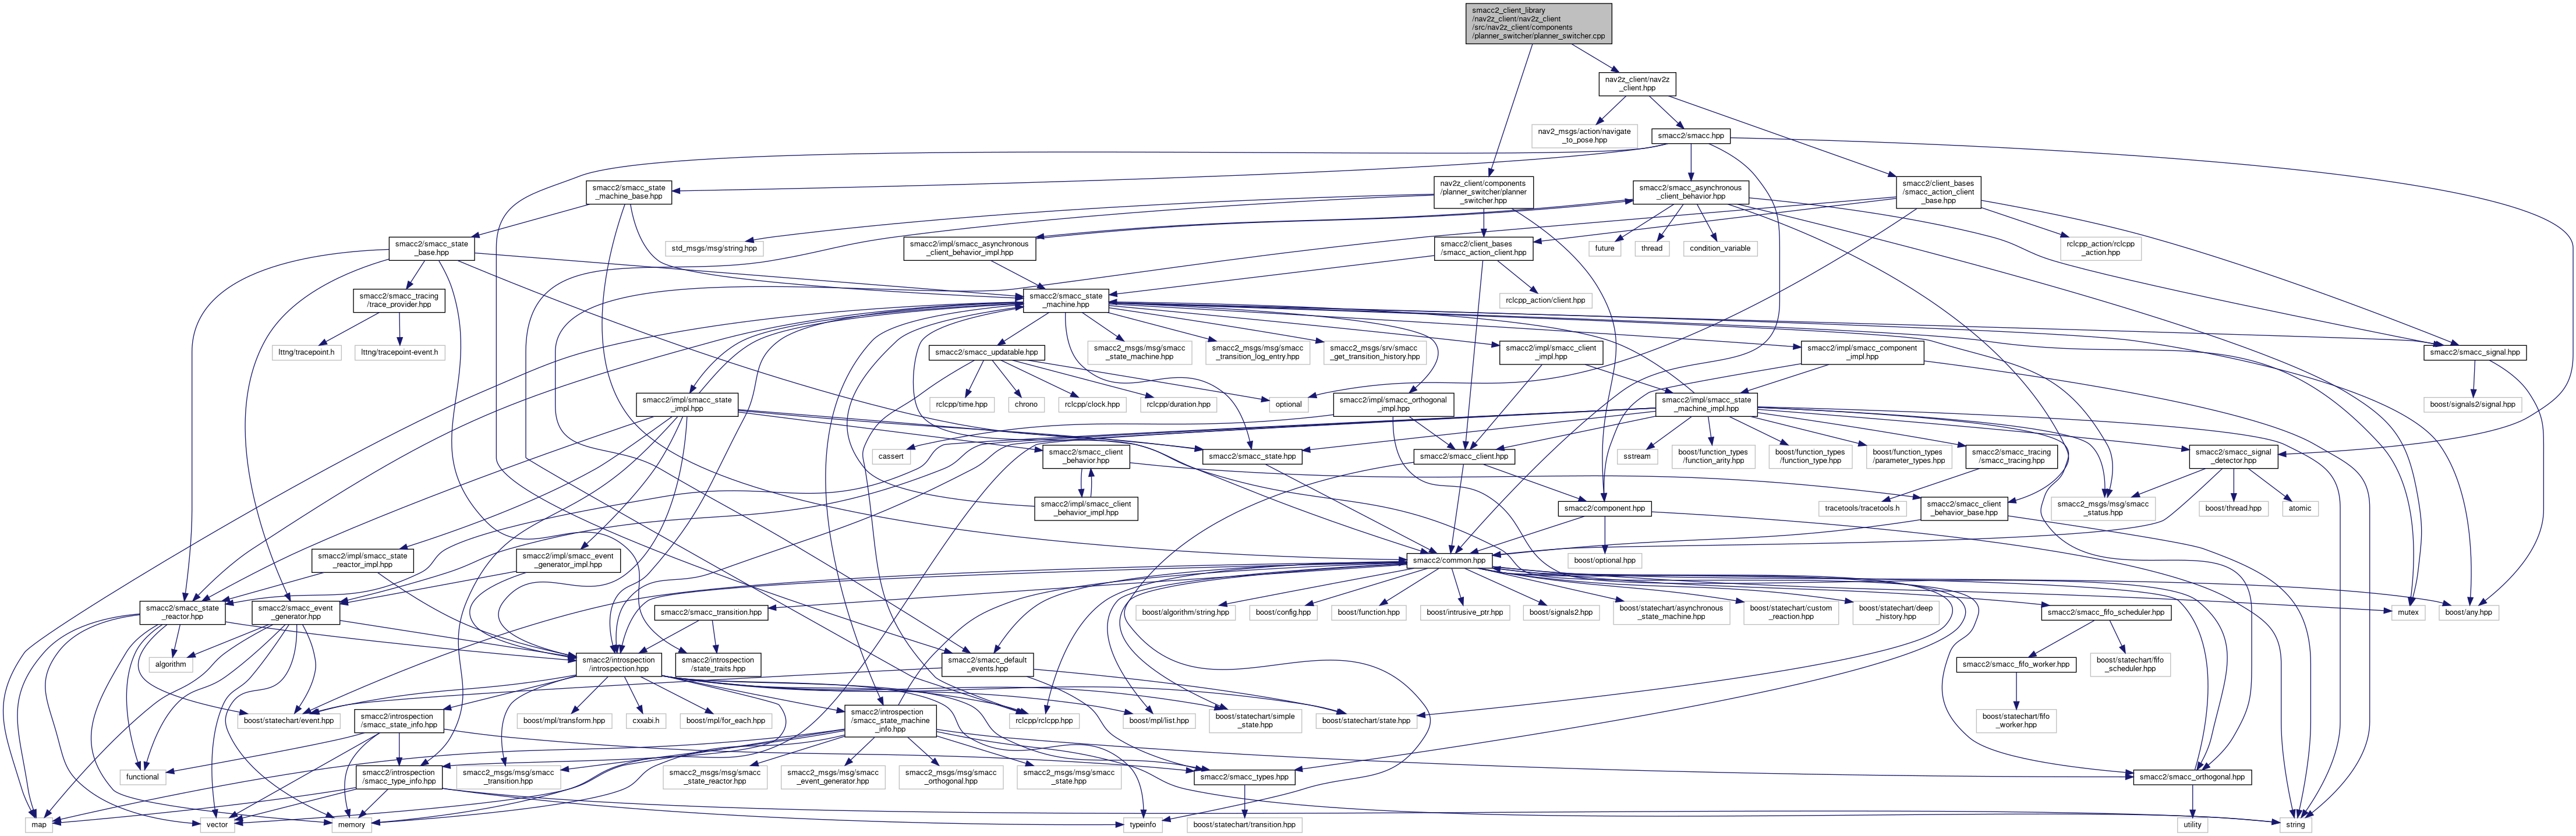 smacc2_client_library
/nav2z_client/nav2z_client
/src/nav2z_client/components
/planner_switcher/planner_switcher.cpp
nav2z_client/nav2z
_client.hpp
nav2_msgs/action/navigate
_to_pose.hpp
smacc2/smacc.hpp
smacc2/smacc_state
_machine_base.hpp
nav2z_client/components
/planner_switcher/planner
_switcher.hpp
smacc2/smacc_asynchronous
_client_behavior.hpp
smacc2/client_bases
/smacc_action_client
_base.hpp
smacc2/smacc_state
_base.hpp
std_msgs/msg/string.hpp
smacc2/impl/smacc_asynchronous
_client_behavior_impl.hpp
smacc2/client_bases
/smacc_action_client.hpp
future
thread
condition_variable
rclcpp_action/rclcpp
_action.hpp
smacc2/smacc_tracing
/trace_provider.hpp
smacc2/smacc_state
_machine.hpp
rclcpp_action/client.hpp
lttng/tracepoint.h
lttng/tracepoint-event.h
smacc2/smacc_updatable.hpp
smacc2_msgs/msg/smacc
_state_machine.hpp
smacc2_msgs/msg/smacc
_transition_log_entry.hpp
smacc2_msgs/srv/smacc
_get_transition_history.hpp
smacc2/impl/smacc_client
_impl.hpp
smacc2/impl/smacc_component
_impl.hpp
smacc2/smacc_signal.hpp
smacc2/impl/smacc_state
_impl.hpp
rclcpp/time.hpp
chrono
rclcpp/clock.hpp
rclcpp/duration.hpp
optional
smacc2/impl/smacc_orthogonal
_impl.hpp
smacc2/impl/smacc_state
_machine_impl.hpp
boost/signals2/signal.hpp
cassert
smacc2/smacc_client
_behavior.hpp
smacc2/smacc_state.hpp
smacc2/smacc_client.hpp
sstream
boost/function_types
/function_arity.hpp
boost/function_types
/function_type.hpp
boost/function_types
/parameter_types.hpp
smacc2/smacc_tracing
/smacc_tracing.hpp
smacc2/smacc_signal
_detector.hpp
smacc2/impl/smacc_client
_behavior_impl.hpp
smacc2/component.hpp
tracetools/tracetools.h
smacc2/smacc_client
_behavior_base.hpp
smacc2_msgs/msg/smacc
_status.hpp
boost/thread.hpp
atomic
smacc2/impl/smacc_state
_reactor_impl.hpp
smacc2/impl/smacc_event
_generator_impl.hpp
smacc2/common.hpp
boost/optional.hpp
smacc2/smacc_state
_reactor.hpp
smacc2/smacc_event
_generator.hpp
smacc2/smacc_transition.hpp
boost/algorithm/string.hpp
boost/config.hpp
boost/function.hpp
boost/intrusive_ptr.hpp
boost/signals2.hpp
boost/statechart/asynchronous
_state_machine.hpp
boost/statechart/custom
_reaction.hpp
boost/statechart/deep
_history.hpp
smacc2/smacc_fifo_scheduler.hpp
mutex
boost/any.hpp
algorithm
smacc2/introspection
/introspection.hpp
smacc2/introspection
/state_traits.hpp
smacc2/smacc_default
_events.hpp
smacc2/smacc_fifo_worker.hpp
boost/statechart/fifo
_scheduler.hpp
boost/statechart/event.hpp
smacc2/introspection
/smacc_state_info.hpp
boost/mpl/transform.hpp
cxxabi.h
boost/mpl/for_each.hpp
smacc2/introspection
/smacc_state_machine
_info.hpp
rclcpp/rclcpp.hpp
boost/mpl/list.hpp
boost/statechart/simple
_state.hpp
boost/statechart/state.hpp
boost/statechart/fifo
_worker.hpp
functional
smacc2/introspection
/smacc_type_info.hpp
smacc2_msgs/msg/smacc
_transition.hpp
smacc2_msgs/msg/smacc
_state_reactor.hpp
smacc2_msgs/msg/smacc
_event_generator.hpp
smacc2_msgs/msg/smacc
_orthogonal.hpp
smacc2_msgs/msg/smacc
_state.hpp
smacc2/smacc_types.hpp
smacc2/smacc_orthogonal.hpp
map
vector
memory
typeinfo
boost/statechart/transition.hpp
utility
string